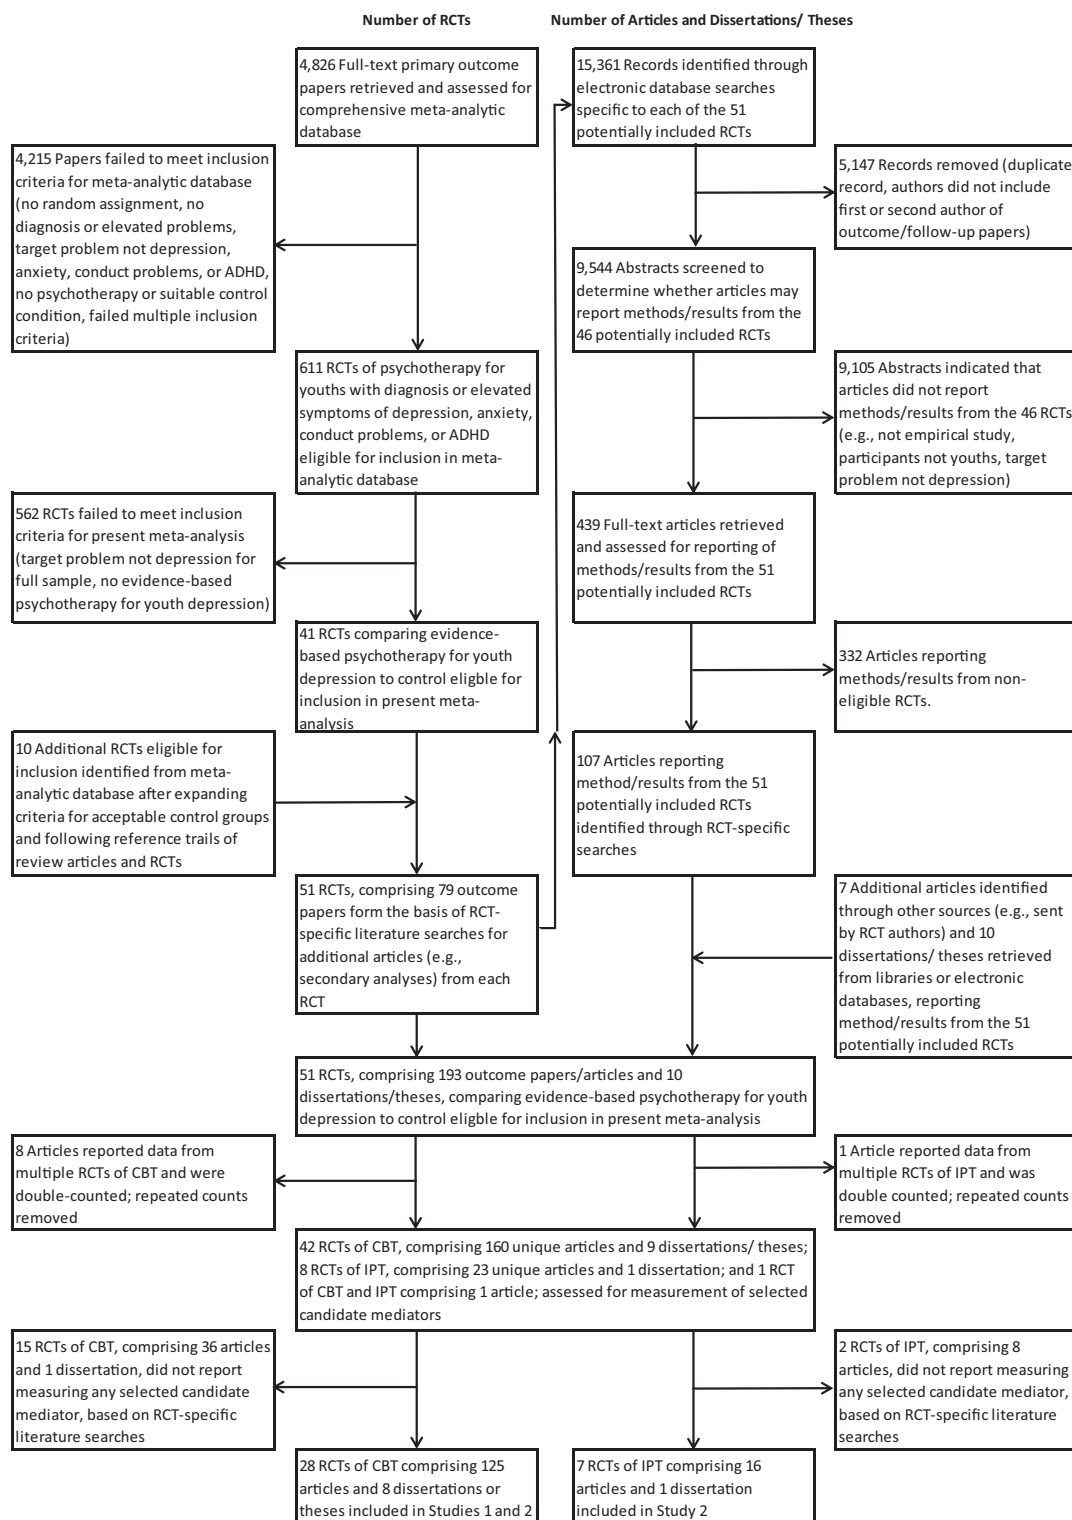 Number of RCTs
Number of Articles and Dissertations/ Theses
4,826 Full-text primary outcome
papers retrieved and assessed for
comprehensive meta-analytic
database
15,361 Records identified through
electronic database searches
specific to each of the 51
potentially included RCTs
4,215 Papers failed to meet inclusion
criteria for meta-analytic database
(no random assignment, no
diagnosis or elevated problems,
target problem not depression,
anxiety, conduct problems, or ADHD,
no psychotherapy or suitable control
condition, failed multiple inclusion
criteria)
5,147 Records removed (duplicate
record, authors did not include
first or second author of
outcome/follow-up papers)
9,544 Abstracts screened to
determine whether articles may
report methods/results from the
46 potentially included RCTs
611 RCTs of psychotherapy for
youths with diagnosis or elevated
symptoms of depression, anxiety,
conduct problems, or ADHD
eligible for inclusion in meta-
analytic database
9,105 Abstracts indicated that
articles did not report
methods/results from the 46 RCTs
(e.g., not empirical study,
participants not youths, target
problem not depression)
562 RCTs failed to meet inclusion
criteria for present meta-analysis
(target problem not depression for
full sample, no evidence-based
psychotherapy for youth depression)
439 Full-text articles retrieved
and assessed for reporting of
methods/results from the 51
potentially included RCTs
41 RCTs comparing evidence-
based psychotherapy for youth
depression to control eligble for
inclusion in present meta-
analysis
332 Articles reporting
methods/results from non-
eligible RCTs.
10 Additional RCTs eligible for
inclusion identified from meta-
analytic database after expanding
criteria for acceptable control groups
and following reference trails of
review articles and RCTs
107 Articles reporting
method/results from the 51
potentially included RCTs
identified through RCT-specific
searches
51 RCTs, comprising 79 outcome
papers form the basis of RCT-
specific literature searches for
additional articles (e.g.,
secondary analyses) from each
RCT
7 Additional articles identified
through other sources (e.g., sent
by RCT authors) and 10
dissertations/ theses retrieved
from libraries or electronic
databases, reporting
method/results from the 51
potentially included RCTs
51 RCTs, comprising 193 outcome papers/articles and 10
dissertations/theses, comparing evidence-based psychotherapy for youth
depression to control eligble for inclusion in present meta-analysis
8 Articles reported data from
multiple RCTs of CBT and were
double-counted; repeated counts
removed
1 Article reported data from
multiple RCTs of IPT and was
double counted; repeated counts
removed
42 RCTs of CBT, comprising 160 unique articles and 9 dissertations/ theses;
8 RCTs of IPT, comprising 23 unique articles and 1 dissertation; and 1 RCT
of CBT and IPT comprising 1 article; assessed for measurement of selected
candidate mediators
15 RCTs of CBT, comprising 36 articles
and 1 dissertation, did not report
measuring any selected candidate
mediator, based on RCT-specific
literature searches
2 RCTs of IPT, comprising 8
articles, did not report measuring
any selected candidate mediator,
based on RCT-specific literature
searches
28 RCTs of CBT comprising 125
articles and 8 dissertations or
theses included in Studies 1 and 2
7 RCTs of IPT comprising 16
articles and 1 dissertation
included in Study 2